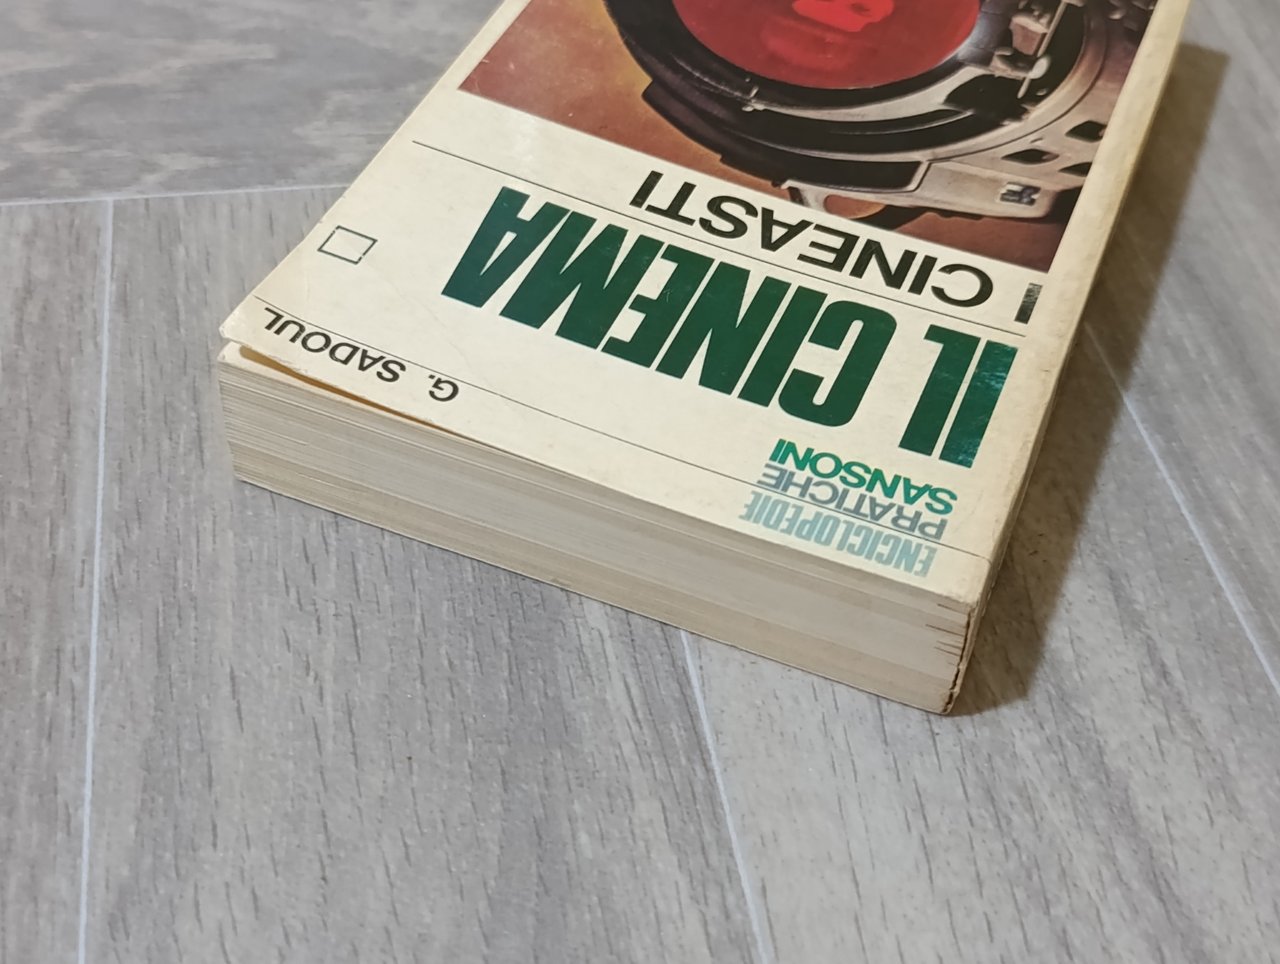 ENCICLOPEDIE
PRATICHE
SANSONI
G. SADOUL
IL CINEMA
I CINEASTI